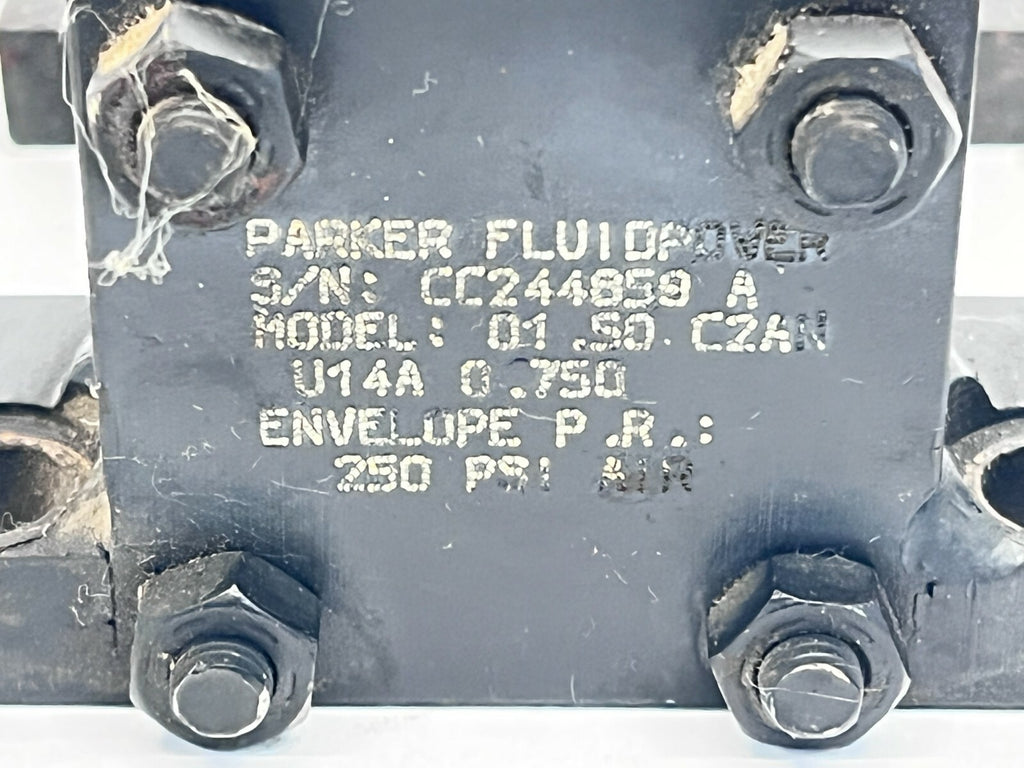 PARKER FLUIDPOWER
S/N: CC244859 A
MODEL: 01.50 C2AN
U14A 0.750
ENVELOPE P.R.:
250 PSI AIR